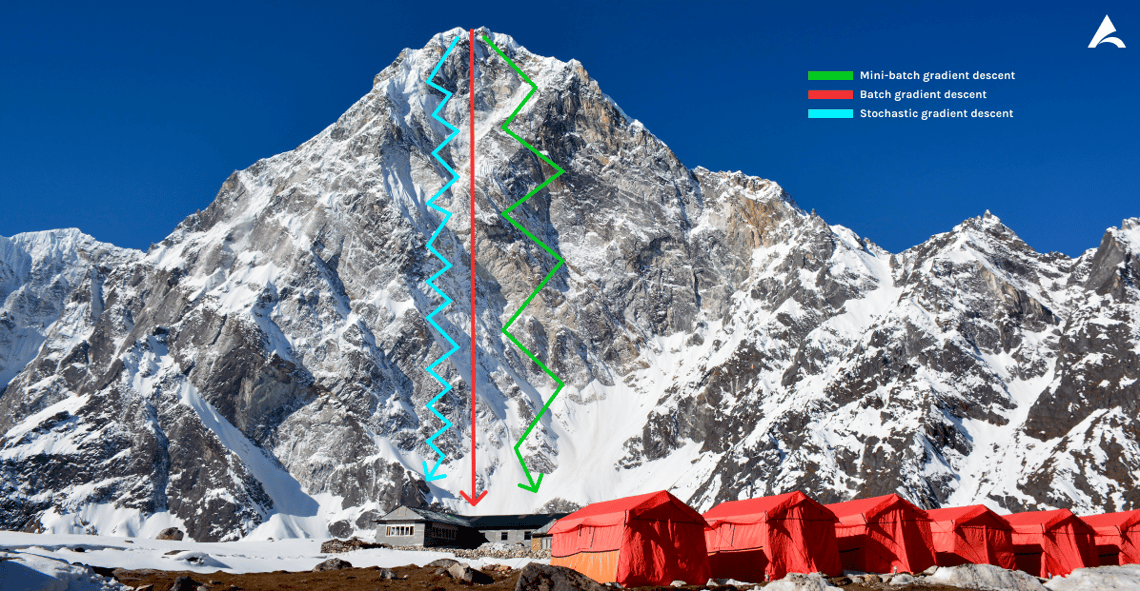 Mini-batch gradient descent
Batch gradient descent
Stochastic gradient descent